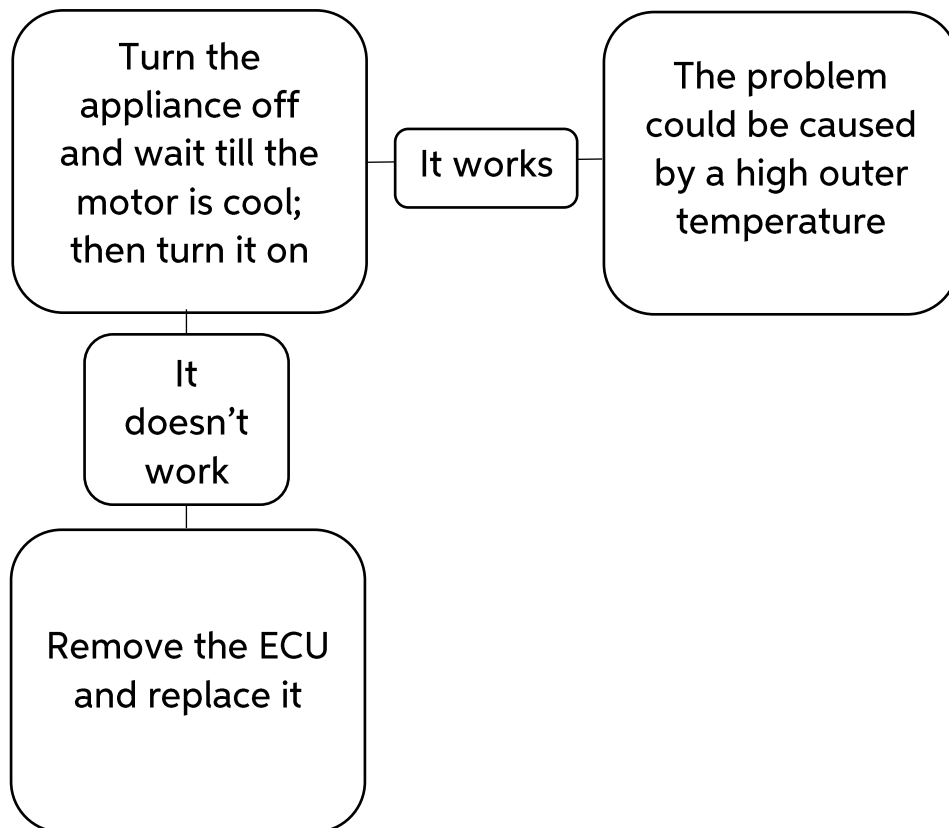 Turn the
appliance off
and wait till the
motor is cool;
then turn it on
It works
The problem
could be caused
by a high outer
temperature
It
doesn't
work
Remove the ECU
and replace it